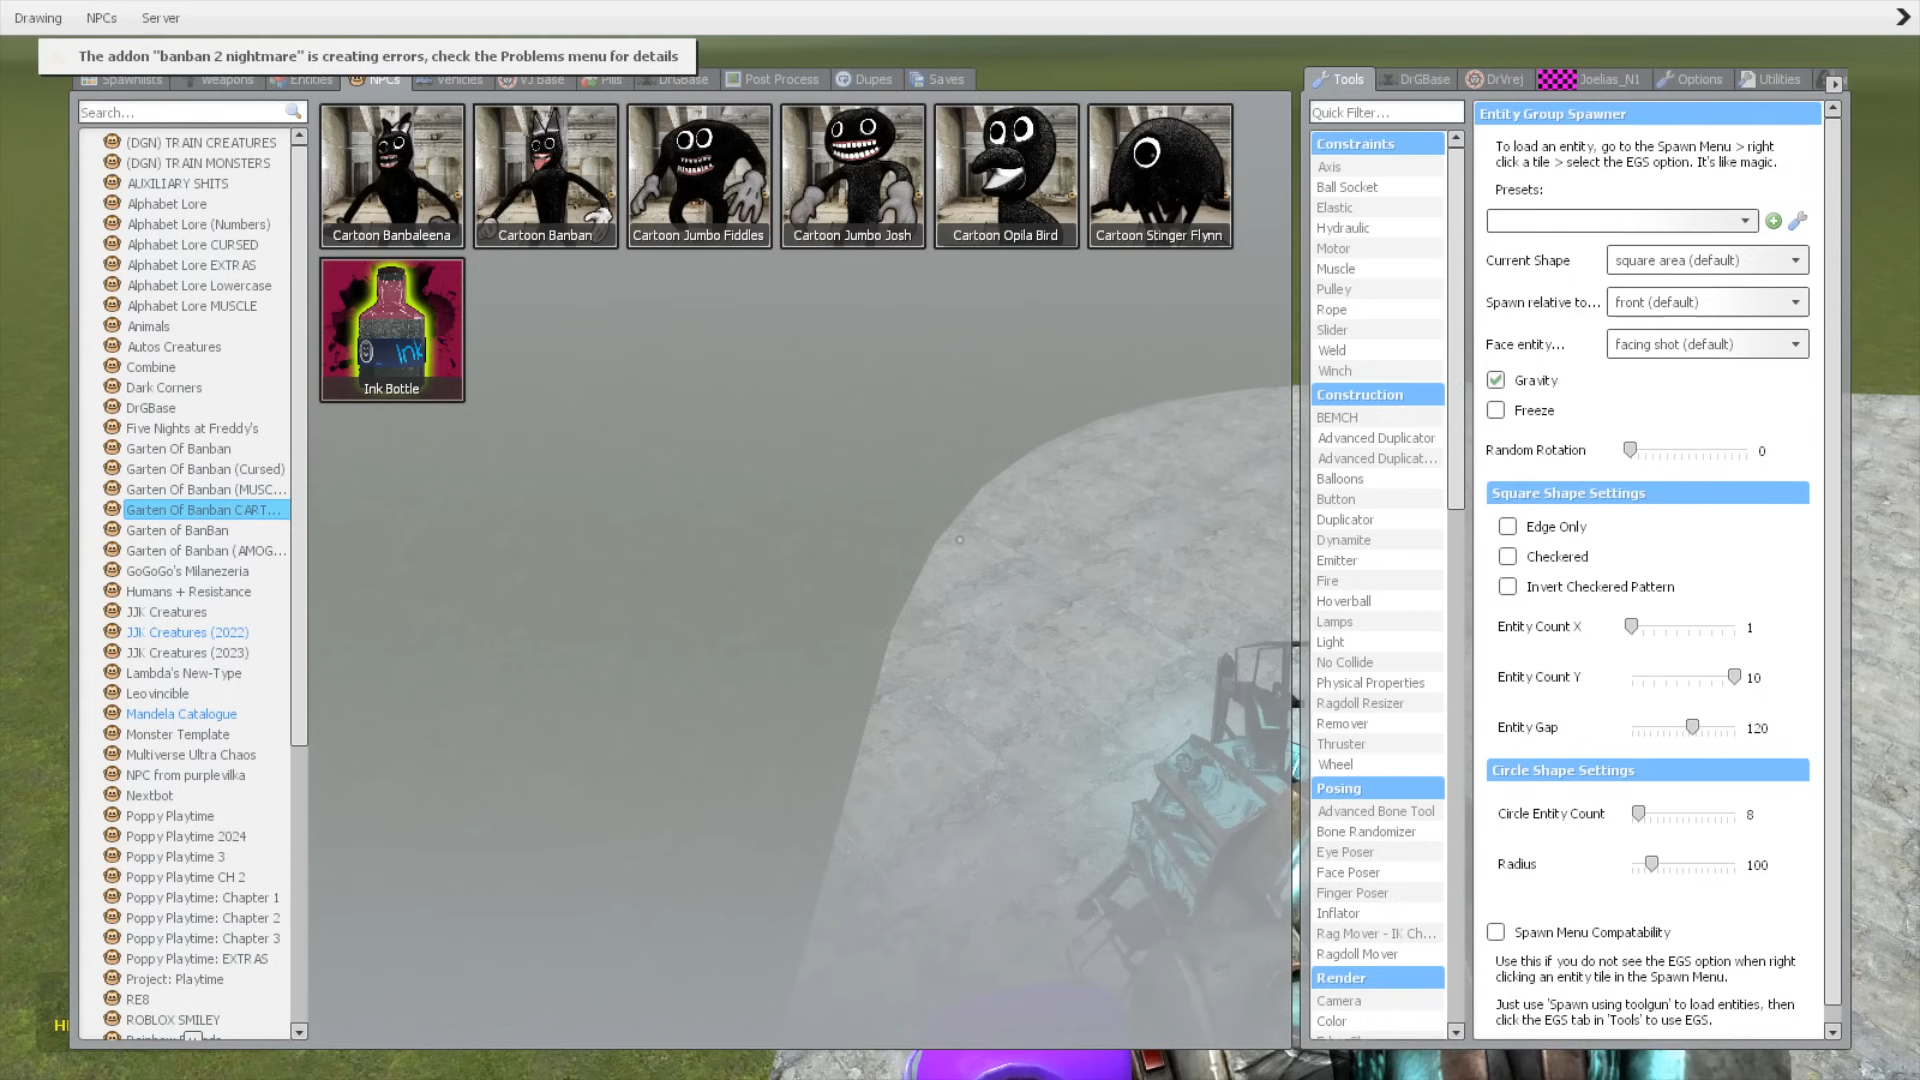 Drawing NPCs Server
The addon "banban 2 nightmare" is creating errors, check the Problems menu for details
Spawnlists Weapons Entities NPCs Vehicles VJ Base Pills DrGBase Post Process Dupes Saves
Search...
(DGN) TRAIN CREATURES
(DGN) TRAIN MONSTERS
AUXILIARY SHITS
Alphabet Lore
Alphabet Lore (Numbers)
Alphabet Lore CURSED
Alphabet Lore EXTRAS
Alphabet Lore Lowercase
Alphabet Lore MUSCLE
Animals
Autos Creatures
Combine
Dark Corners
DrGBase
Five Nights at Freddy's
Garten Of Banban
Garten Of Banban (Cursed)
Garten Of Banban (MUSC...
Garten Of Banban CART...
Garten of BanBan
Garten of Banban (AMOG...
GoGoGo's Milanezeria
Humans + Resistance
JJK Creatures
JJK Creatures (2022)
JJK Creatures (2023)
Lambda's New-Type
Leovincible
Mandela Catalogue
Monster Template
Multiverse Ultra Chaos
NPC from purplevilka
Nextbot
Poppy Playtime
Poppy Playtime 2024
Poppy Playtime 3
Poppy Playtime CH 2
Poppy Playtime: Chapter 1
Poppy Playtime: Chapter 2
Poppy Playtime: Chapter 3
Poppy Playtime: EXTRAS
Project: Playtime
RE8
ROBLOX SMILEY
Cartoon Banbaleena
Cartoon Banban
Cartoon Jumbo Fiddles
Cartoon Jumbo Josh
Cartoon Opila Bird
Cartoon Stinger Flynn
Ink
Ink Bottle
Tools DrGBase DrVrej Joelias_N1 Options Utilities
Quick Filter...
Constraints
Axis
Ball Socket
Elastic
Hydraulic
Motor
Muscle
Pulley
Rope
Slider
Weld
Winch
Construction
BEMCH
Advanced Duplicator
Advanced Duplicat...
Balloons
Button
Duplicator
Dynamite
Emitter
Fire
Hoverball
Lamps
Light
No Collide
Physical Properties
Ragdoll Resizer
Remover
Thruster
Wheel
Posing
Advanced Bone Tool
Bone Randomizer
Eye Poser
Face Poser
Finger Poser
Inflator
Rag Mover - IK Ch...
Ragdoll Mover
Render
Camera
Color
Entity Group Spawner
To load an entity, go to the Spawn Menu > right
click a tile > select the EGS option. It's like magic.
Presets:
Current Shape square area (default)
Spawn relative to... front (default)
Face entity... facing shot (default)
Gravity
Freeze
Random Rotation 0
Square Shape Settings
Edge Only
Checkered
Invert Checkered Pattern
Entity Count X 1
Entity Count Y 10
Entity Gap 120
Circle Shape Settings
Circle Entity Count 8
Radius 100
Spawn Menu Compatability
Use this if you do not see the EGS option when right
clicking an entity tile in the Spawn Menu.
Just use 'Spawn using toolgun' to load entities, then
click the EGS tab in 'Tools' to use EGS.